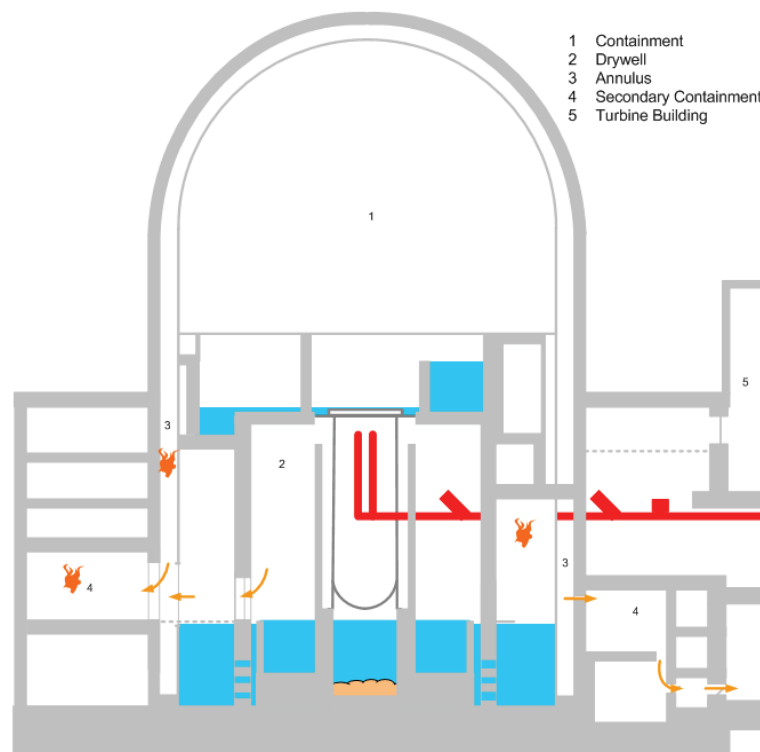 1 Containment
2 Drywell
3 Annulus
4 Secondary Containment
5 Turbine Building
1
5
3
2
3
4
4